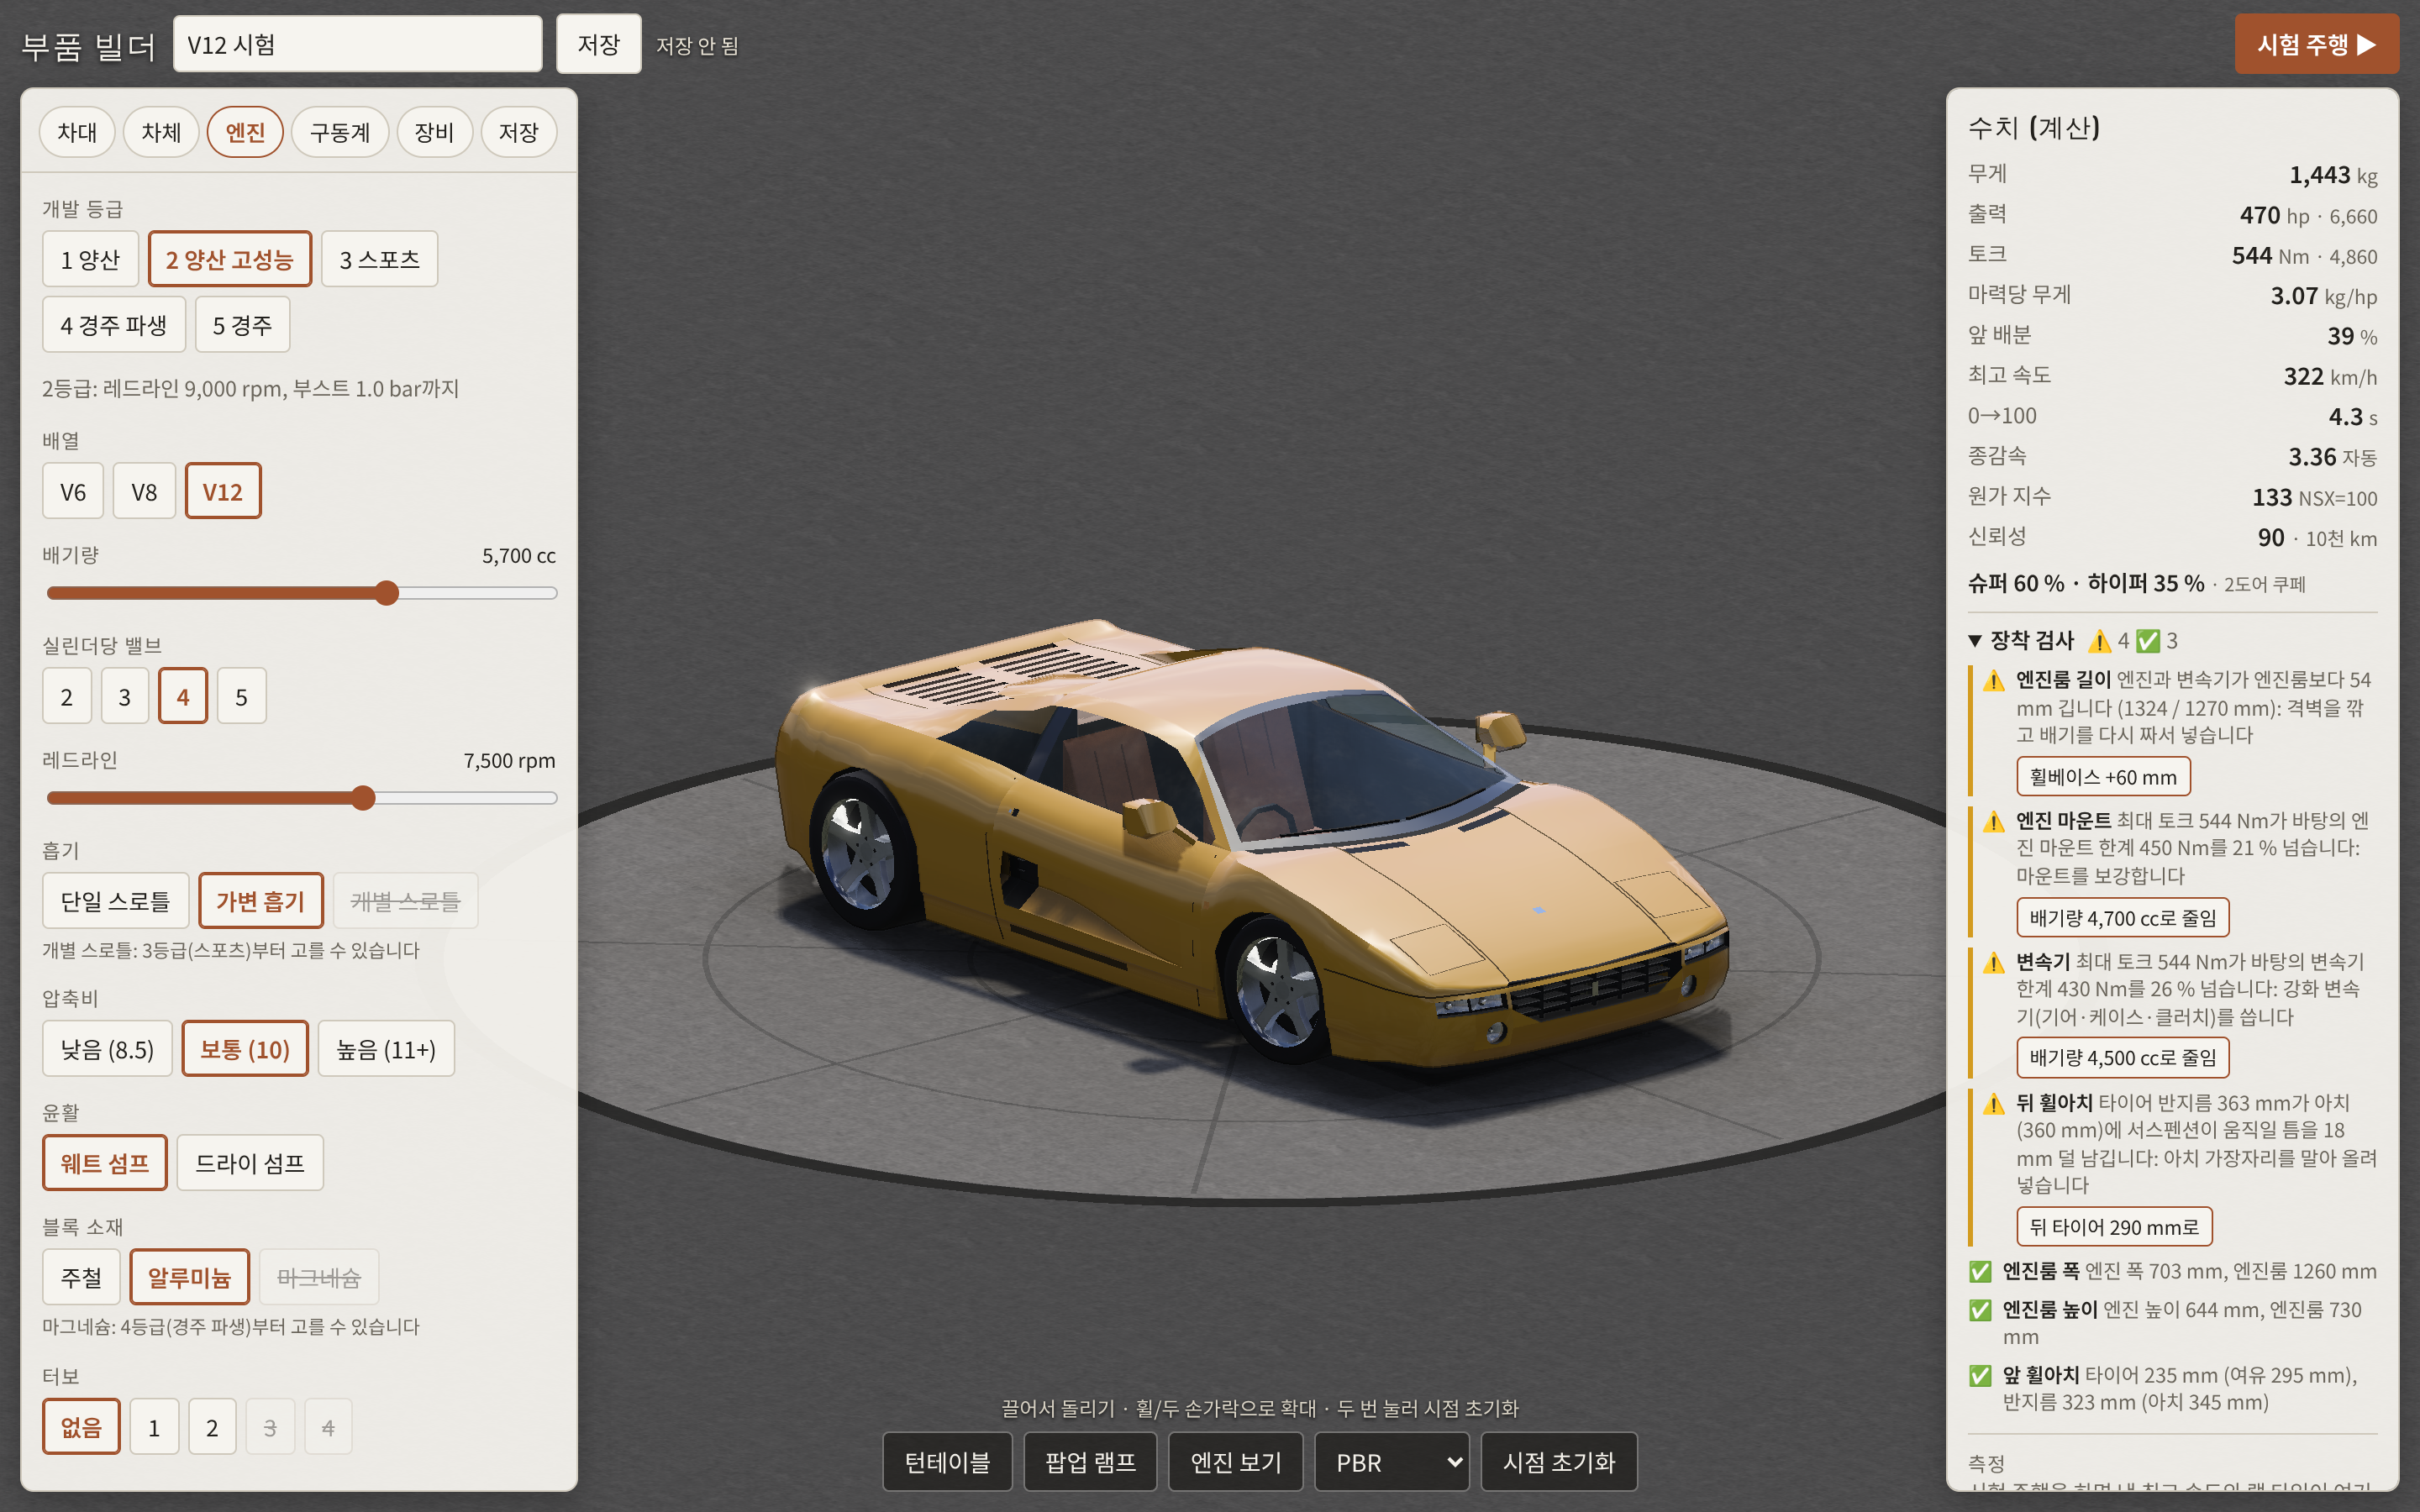 부품 빌더
V12 시험
저장
저장 안 됨
시험 주행 ▶
차대
차체
엔진
구동계
장비
저장
개발 등급
1 양산
2 양산 고성능
3 스포츠
4 경주 파생
5 경주
2등급: 레드라인 9,000 rpm, 부스트 1.0 bar까지
배열
V6
V8
V12
배기량 5,700 cc
실린더당 밸브
2
3
4
5
레드라인 7,500 rpm
흡기
단일 스로틀
가변 흡기
개별 스로틀
개별 스로틀: 3등급(스포츠)부터 고를 수 있습니다
압축비
낮음 (8.5)
보통 (10)
높음 (11+)
윤활
웨트 섬프
드라이 섬프
블록 소재
주철
알루미늄
마그네슘
마그네슘: 4등급(경주 파생)부터 고를 수 있습니다
터보
없음
1
2
3
4
끌어서 돌리기 · 휠/두 손가락으로 확대 · 두 번 눌러 시점 초기화
턴테이블
팝업 램프
엔진 보기
PBR
시점 초기화
수치 (계산)
무게 1,443 kg
출력 470 hp · 6,660
토크 544 Nm · 4,860
마력당 무게 3.07 kg/hp
앞 배분 39 %
최고 속도 322 km/h
0→100 4.3 s
종감속 3.36 자동
원가 지수 133 NSX=100
신뢰성 90 · 10천 km
슈퍼 60 % · 하이퍼 35 % · 2도어 쿠페
▼ 장착 검사 ⚠️ 4 ✅ 3
⚠️ 엔진룸 길이 엔진과 변속기가 엔진룸보다 54
mm 깁니다 (1324 / 1270 mm): 격벽을 깎
고 배기를 다시 짜서 넣습니다
휠베이스 +60 mm
⚠️ 엔진 마운트 최대 토크 544 Nm가 바탕의 엔
진 마운트 한계 450 Nm를 21 % 넘습니다:
마운트를 보강합니다
배기량 4,700 cc로 줄임
⚠️ 변속기 최대 토크 544 Nm가 바탕의 변속기
한계 430 Nm를 26 % 넘습니다: 강화 변속
기(기어·케이스·클러치)를 씁니다
배기량 4,500 cc로 줄임
⚠️ 뒤 휠아치 타이어 반지름 363 mm가 아치
(360 mm)에 서스펜션이 움직일 틈을 18
mm 덜 남깁니다: 아치 가장자리를 말아 올려
넣습니다
뒤 타이어 290 mm로
✅ 엔진룸 폭 엔진 폭 703 mm, 엔진룸 1260 mm
✅ 엔진룸 높이 엔진 높이 644 mm, 엔진룸 730
mm
✅ 앞 휠아치 타이어 235 mm (여유 295 mm),
반지름 323 mm (아치 345 mm)
측정